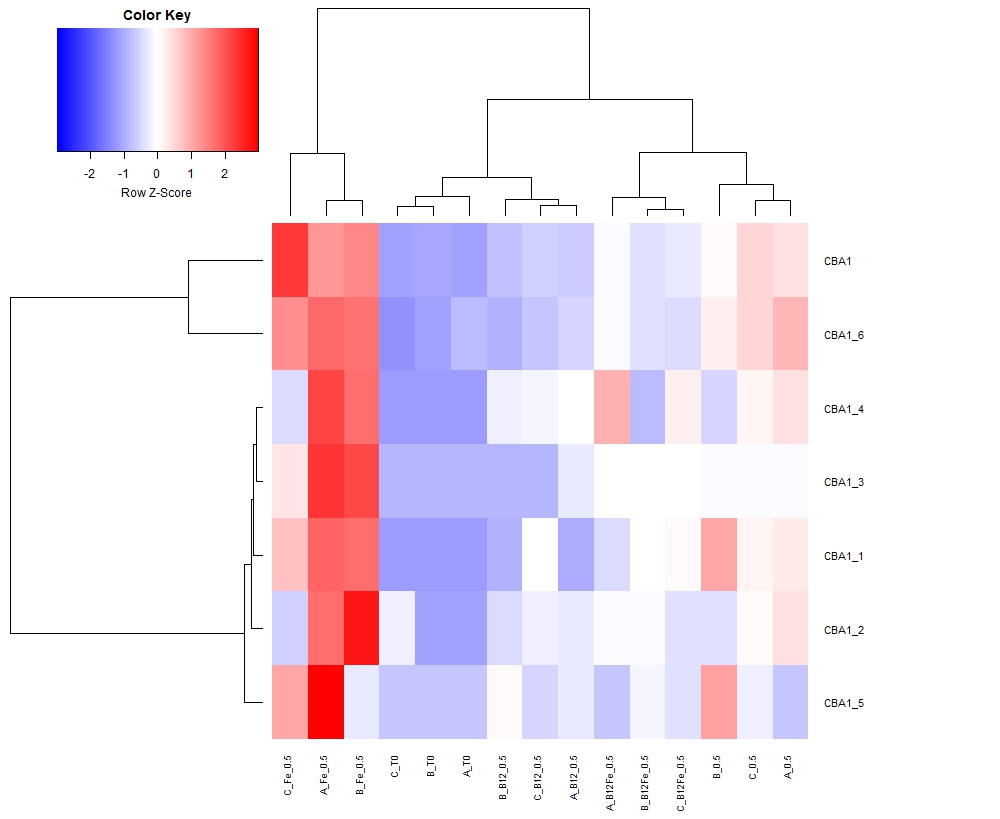 Color Key
-2 -1 0 1 2
Row Z-Score
CBA1
CBA1_6
CBA1_4
CBA1_3
CBA1_1
CBA1_2
CBA1_5
C_Fe_0.5
A_Fe_0.5
B_Fe_0.5
C_T0
B_T0
A_T0
B_B12_0.5
C_B12_0.5
A_B12_0.5
A_B12Fe_0.5
B_B12Fe_0.5
C_B12Fe_0.5
B_0.5
C_0.5
A_0.5